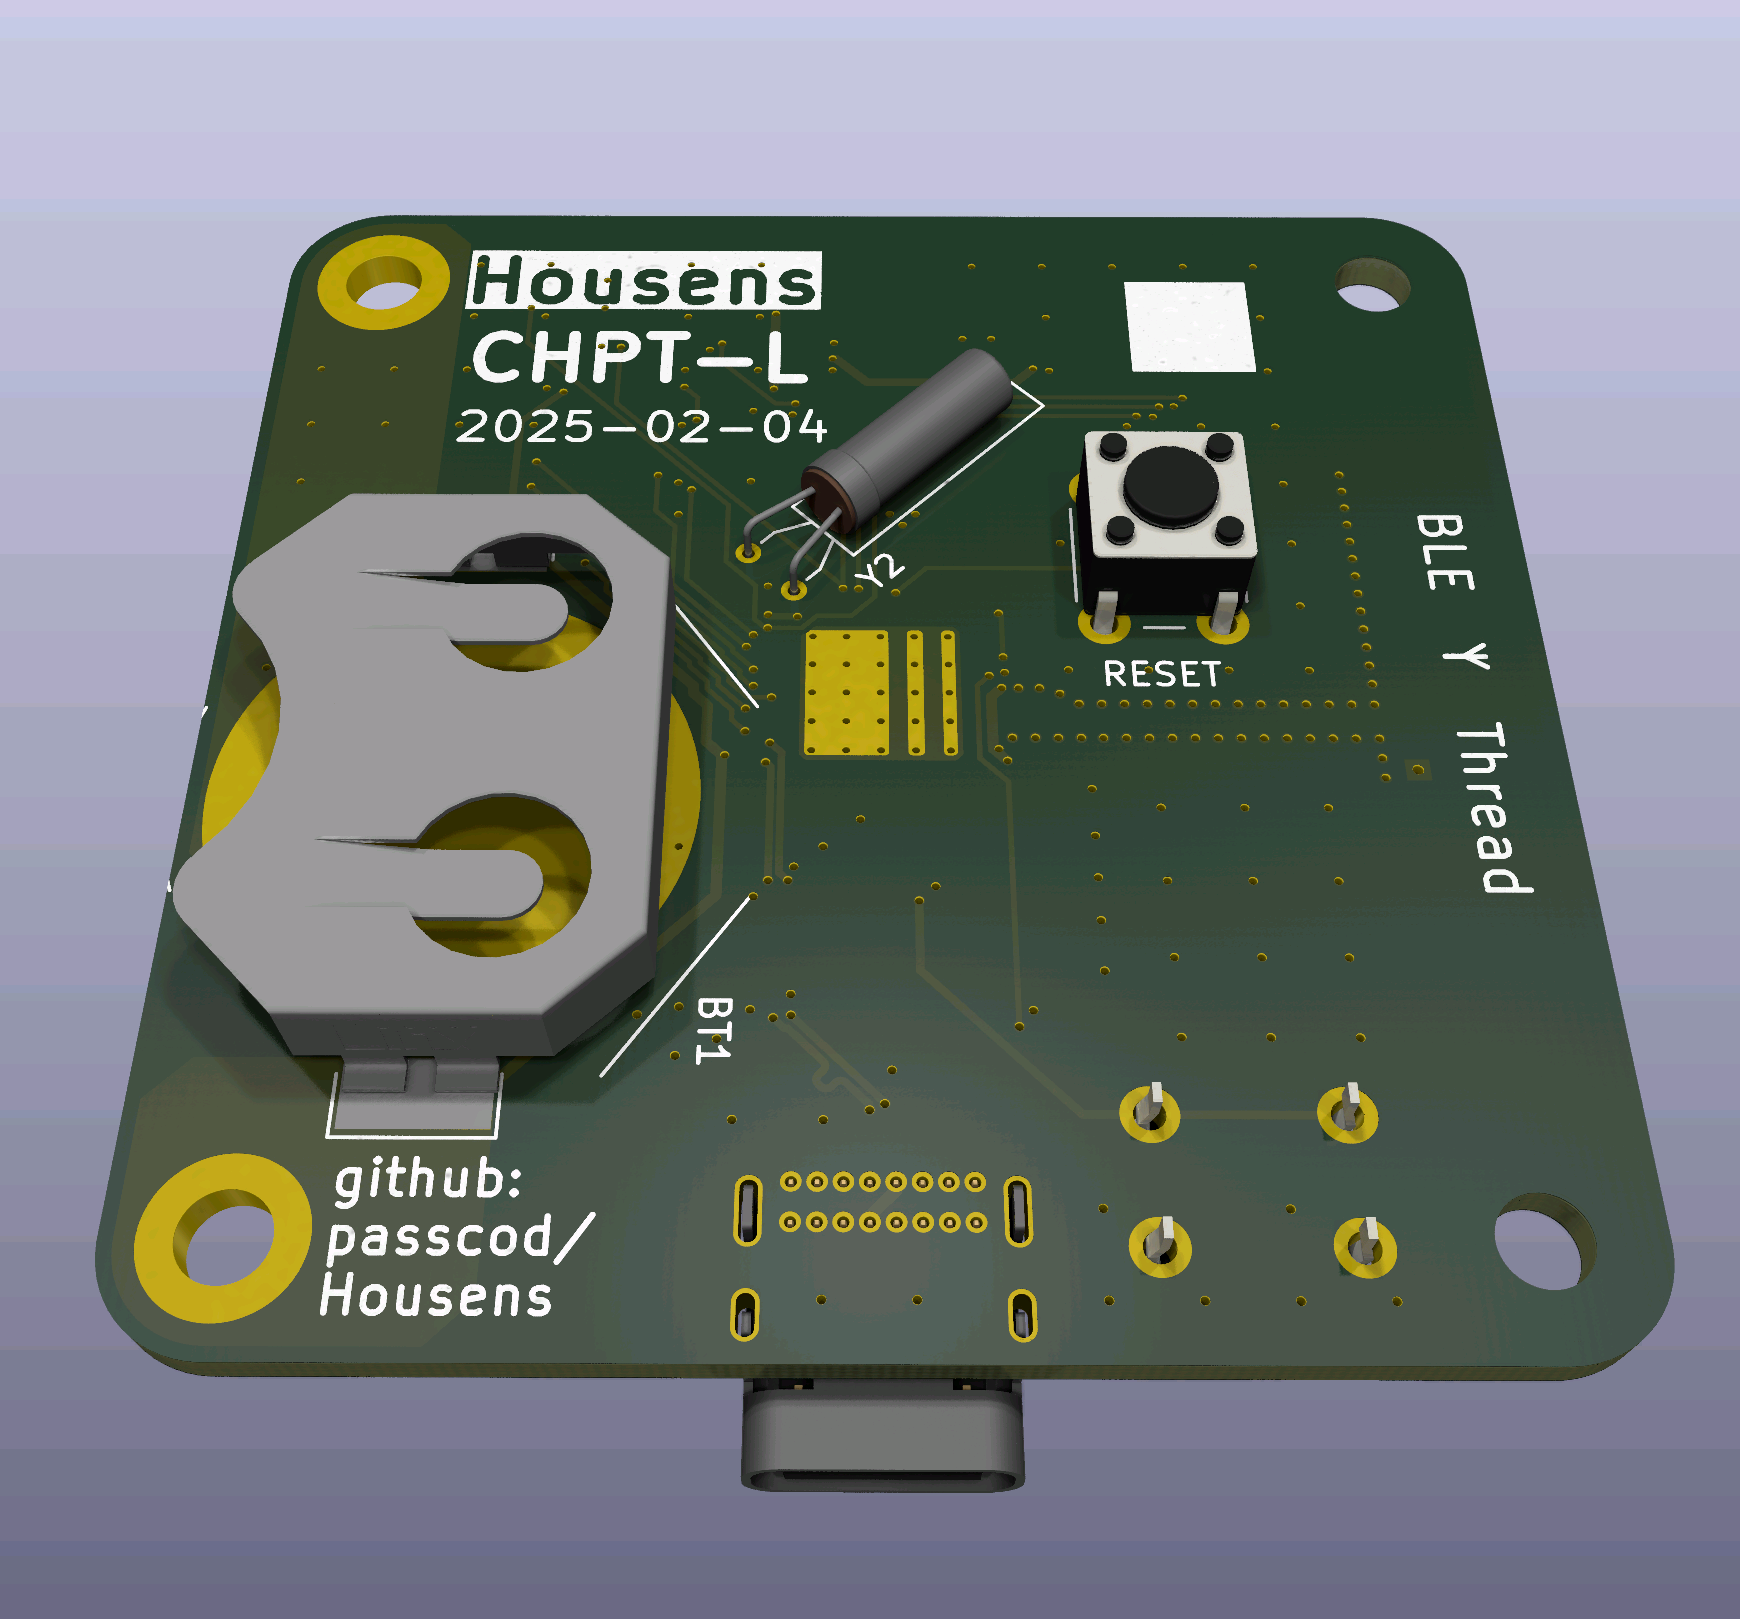 Housens
CHPT-L
2025-02-04
Y2
RESET
BLE Y Thread
BT1
github:
passcod/
Housens